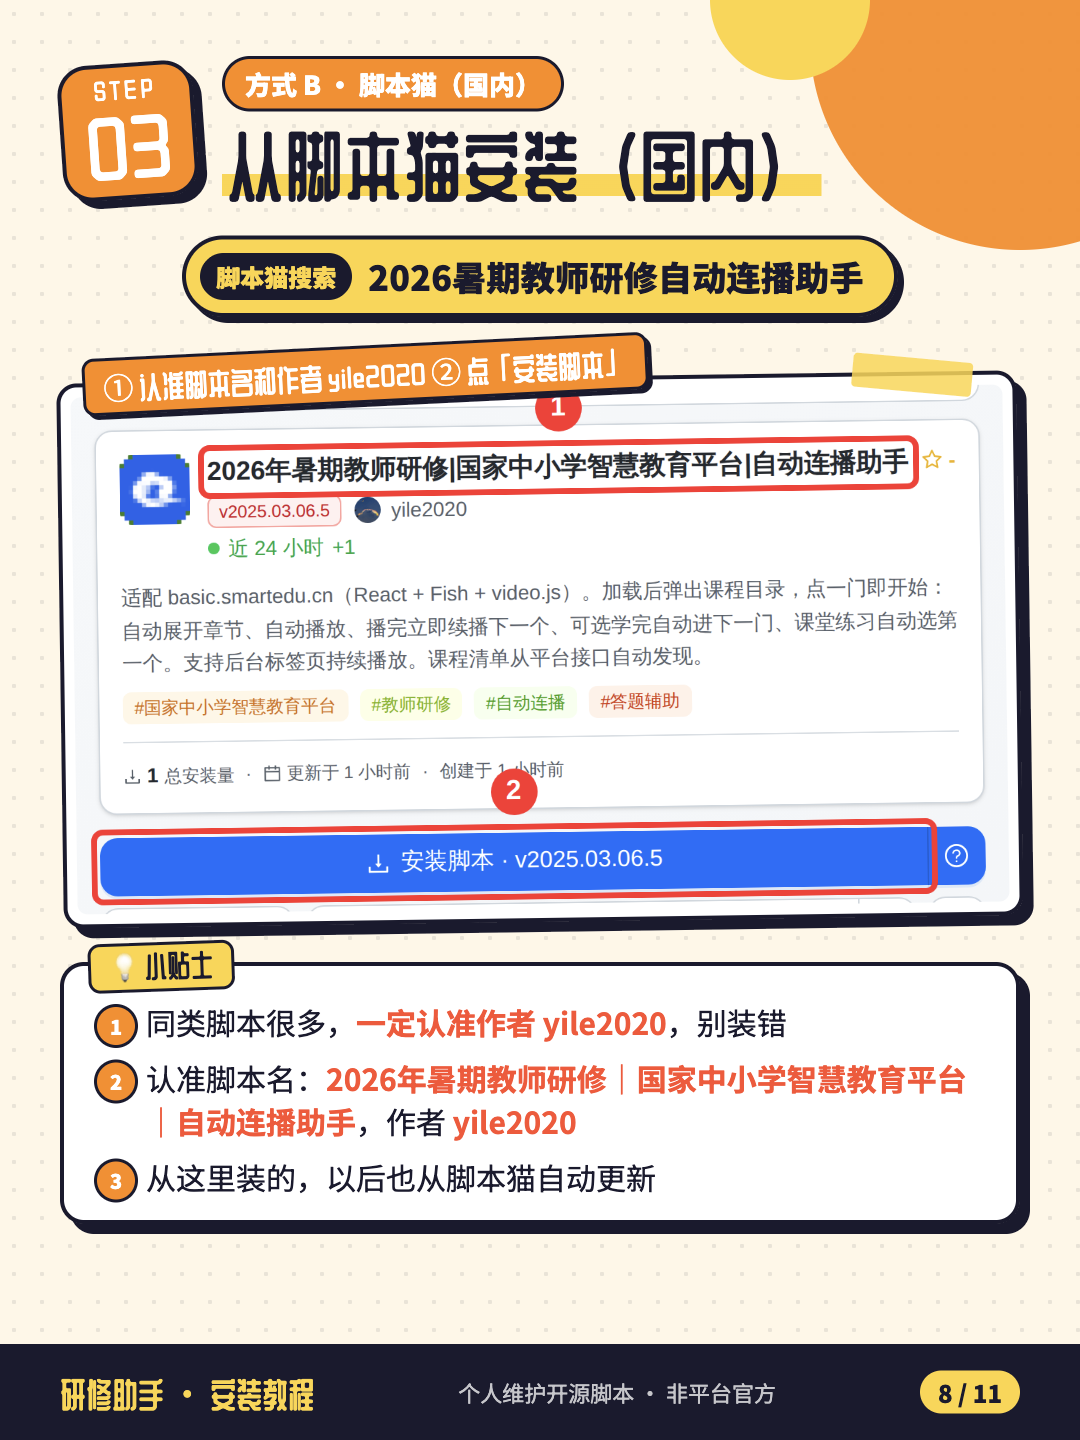 STEP
03
方式 B · 脚本猫（国内）
从脚本猫安装（国内）
脚本猫搜索 2026暑期教师研修自动连播助手
① 认准脚本名和作者 yile2020 ② 点「安装脚本」
1
2026年暑期教师研修|国家中小学智慧教育平台|自动连播助手 -
v2025.03.06.5 yile2020
近 24 小时 +1
适配 basic.smartedu.cn（React + Fish + video.js）。加载后弹出课程目录，点一门即开始：
自动展开章节、自动播放、播完立即续播下一个、可选学完自动进下一门、课堂练习自动选第
一个。支持后台标签页持续播放。课程清单从平台接口自动发现。
#国家中小学智慧教育平台 #教师研修 #自动连播 #答题辅助
1 总安装量 · 更新于 1 小时前 · 创建于 1 小时前
2
安装脚本 · v2025.03.06.5 ?
小贴士
1 同类脚本很多，一定认准作者 yile2020，别装错
2 认准脚本名：2026年暑期教师研修｜国家中小学智慧教育平台
｜自动连播助手，作者 yile2020
3 从这里装的，以后也从脚本猫自动更新
研修助手 · 安装教程
个人维护开源脚本 · 非平台官方
8 / 11